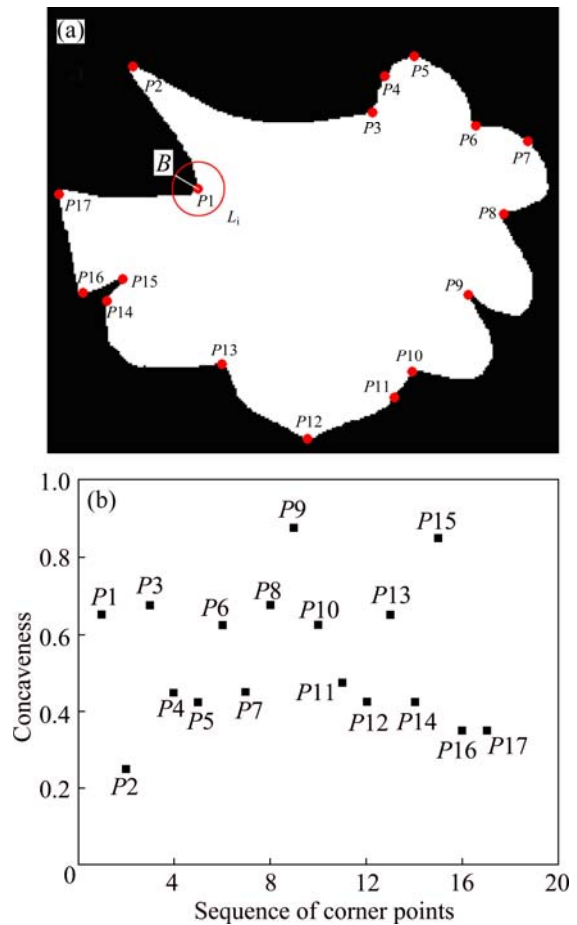 (a)
P5
P4
P2
P3
P6
P7
B
P1
P17
L_i
P8
P16
P15
P9
P14
P13
P10
P11
P12
1.0
(b)
P9
P15
0.8
P3
P8
P1
P6
P10
P13
0.6
Concaveness
P4
P5
P7
P11
P12
P14
0.4
P16
P17
P2
0.2
0
4
8
12
16
20
Sequence of corner points